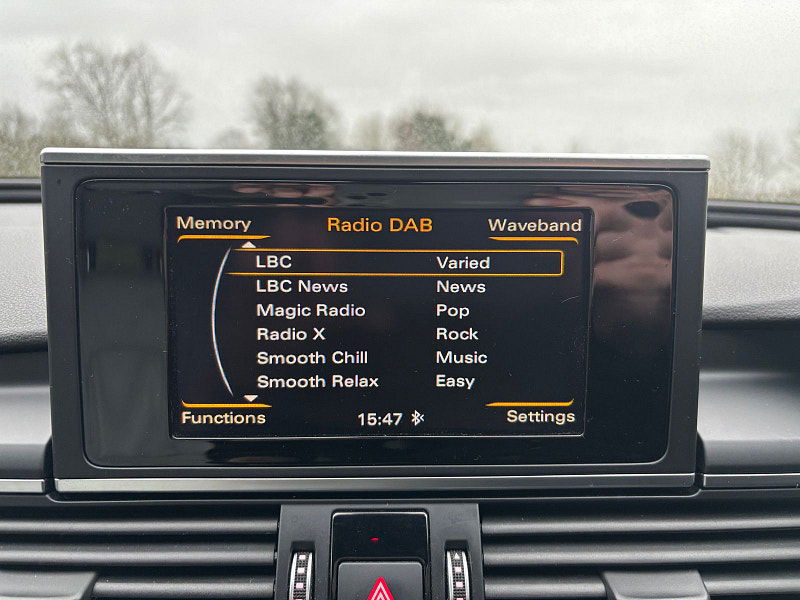 Memory Radio DAB Waveband
LBC Varied
LBC News News
Magic Radio Pop
Radio X Rock
Smooth Chill Music
Smooth Relax Easy
Functions 15:47 Settings